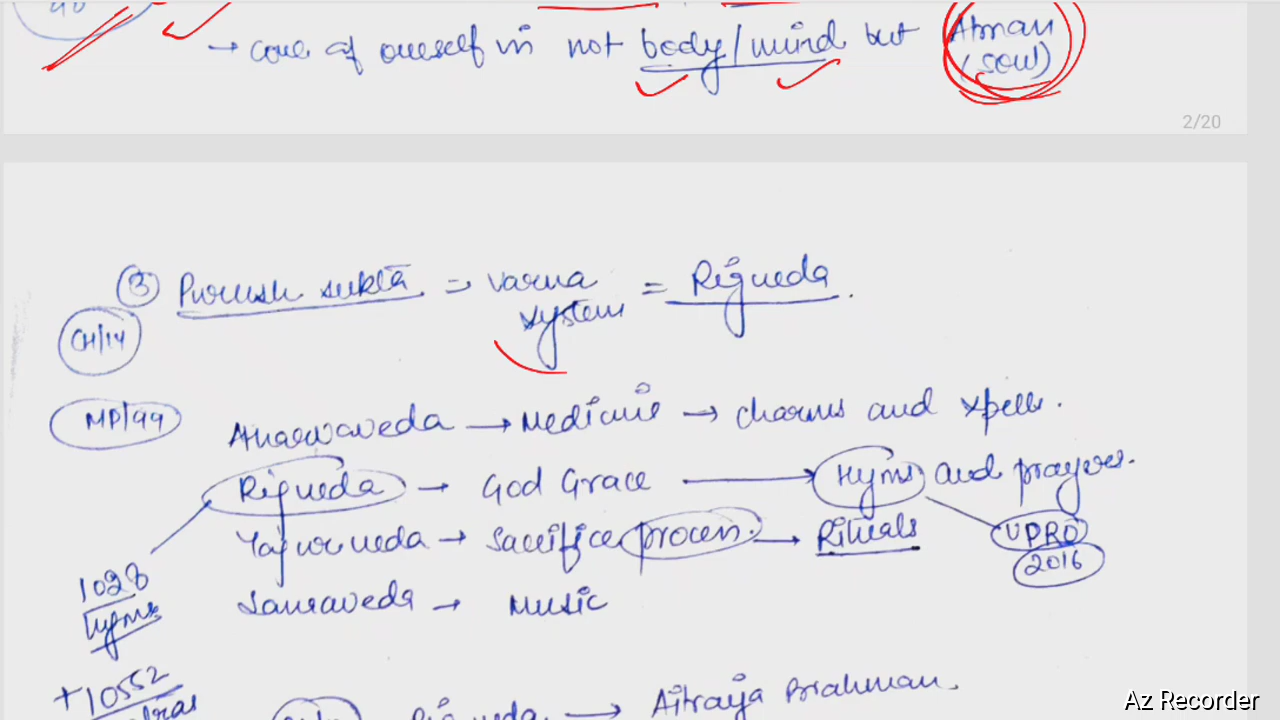 → core of oneself is not body/mind but Atman
(soul)
2/20
③ Purush sukta = Varna = Rigveda.
system
CH/14
MP/99
Atharvaveda → Medicine → charms and spells.
Rigveda → God Grace → Hyms and prayers.
Yajurveda → Sacrifice process. → Rituals
UPRO
2016
1028
Hyms
Samaveda → Music
+10552
Rigveda → Aitraya Brahman.
Az Recorder